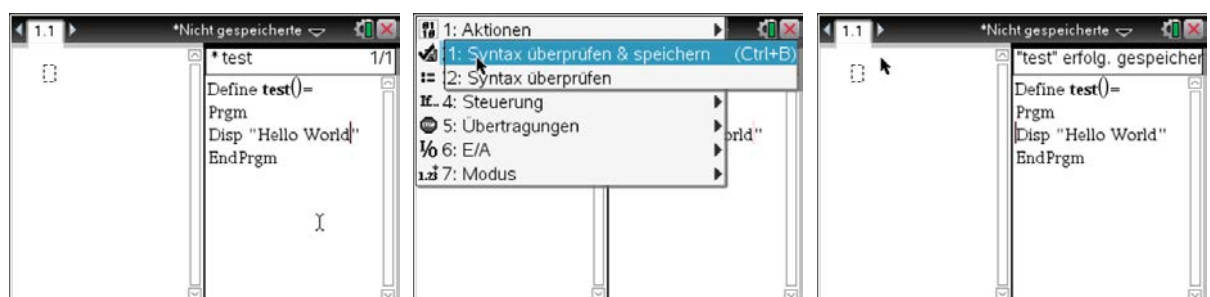 1.1 *Nicht gespeicherte
* test 1/1
Define test()=
Prgm
Disp "Hello World"
EndPrgm
1: Aktionen
1: Syntax überprüfen & speichern (Ctrl+B)
2: Syntax überprüfen
4: Steuerung
5: Übertragungen
6: E/A
7: Modus
orld"
1.1 *Nicht gespeicherte
"test" erfolg. gespeicher
Define test()=
Prgm
Disp "Hello World"
EndPrgm